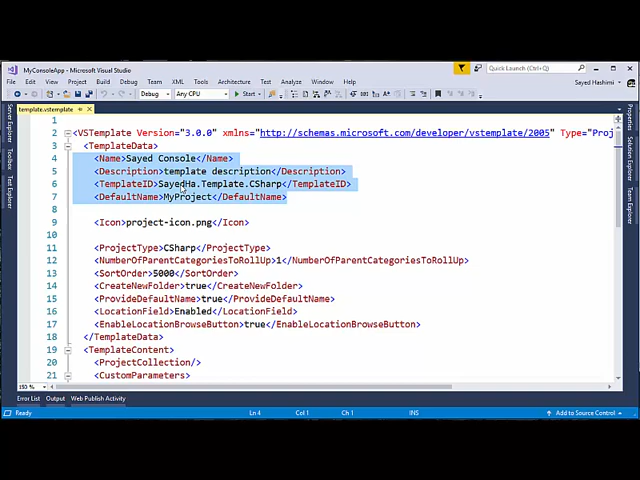 MyConsoleApp - Microsoft Visual Studio
Quick Launch (Ctrl+Q)
File Edit View Project Build Debug Team XML Tools Test Analyze Window Help
Sayed Hashimi
Debug Any CPU Start
template.vstemplate
Server Explorer
Toolbox
Test Explorer
Properties
1
2 <VSTemplate Version="3.0.0" xmlns="http://schemas.microsoft.com/developer/vstemplate/2005" Type="Proj
3 <TemplateData>
4 <Name>Sayed Console</Name>
5 <Description>template description</Description>
6 <TemplateID>SayedHa.Template.CSharp</TemplateID>
7 <DefaultName>MyProject</DefaultName>
8
9 <Icon>project-icon.png</Icon>
10
11 <ProjectType>CSharp</ProjectType>
12 <NumberOfParentCategoriesToRollUp>1</NumberOfParentCategoriesToRollUp>
13 <SortOrder>5000</SortOrder>
14 <CreateNewFolder>true</CreateNewFolder>
15 <ProvideDefaultName>true</ProvideDefaultName>
16 <LocationField>Enabled</LocationField>
17 <EnableLocationBrowseButton>true</EnableLocationBrowseButton>
18 </TemplateData>
19 <TemplateContent>
20 <ProjectCollection/>
21 <CustomParameters>
Error List Output Web Publish Activity
Ready Ln 4 Col 1 Ch 1 INS Add to Source Control